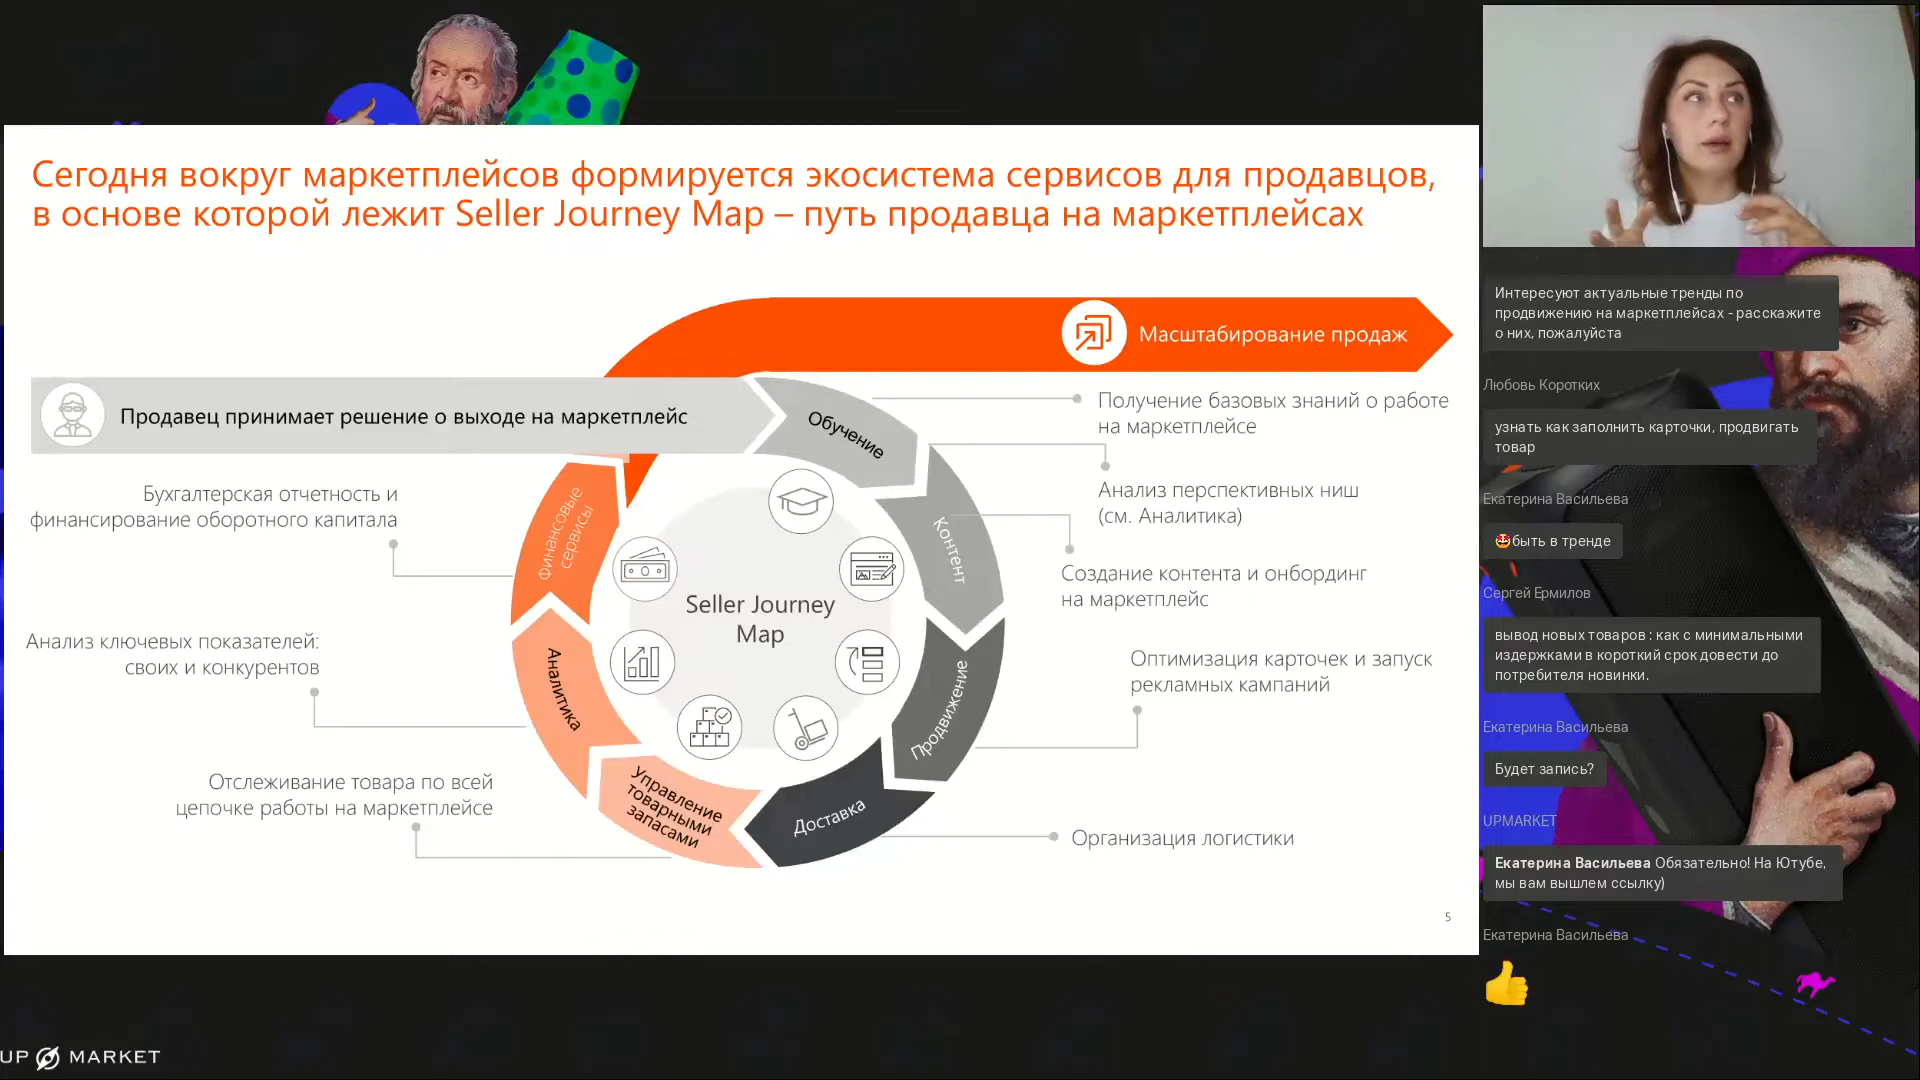 Сегодня вокруг маркетплейсов формируется экосистема сервисов для продавцов,
в основе которой лежит Seller Journey Map – путь продавца на маркетплейсах
Масштабирование продаж
Продавец принимает решение о выходе на маркетплейс
Обучение
Получение базовых знаний о работе
на маркетплейсе
Контент
Анализ перспективных ниш
(см. Аналитика)
Создание контента и онбординг
на маркетплейс
Продвижение
Оптимизация карточек и запуск
рекламных кампаний
Доставка
Организация логистики
Управление
товарными
запасами
Отслеживание товара по всей
цепочке работы на маркетплейсе
Аналитика
Анализ ключевых показателей:
своих и конкурентов
Финансовые
сервисы
Бухгалтерская отчетность и
финансирование оборотного капитала
Seller Journey
Map
5
UP MARKET
Интересуют актуальные тренды по
продвижению на маркетплейсах - расскажите
о них, пожалуйста
Любовь Коротких
узнать как заполнить карточки, продвигать
товар
Екатерина Васильева
🤩быть в тренде
Сергей Ермилов
вывод новых товаров : как с минимальными
издержками в короткий срок довести до
потребителя новинки.
Екатерина Васильева
Будет запись?
UPMARKET
Екатерина Васильева Обязательно! На Ютубе,
мы вам вышлем ссылку)
Екатерина Васильева
👍